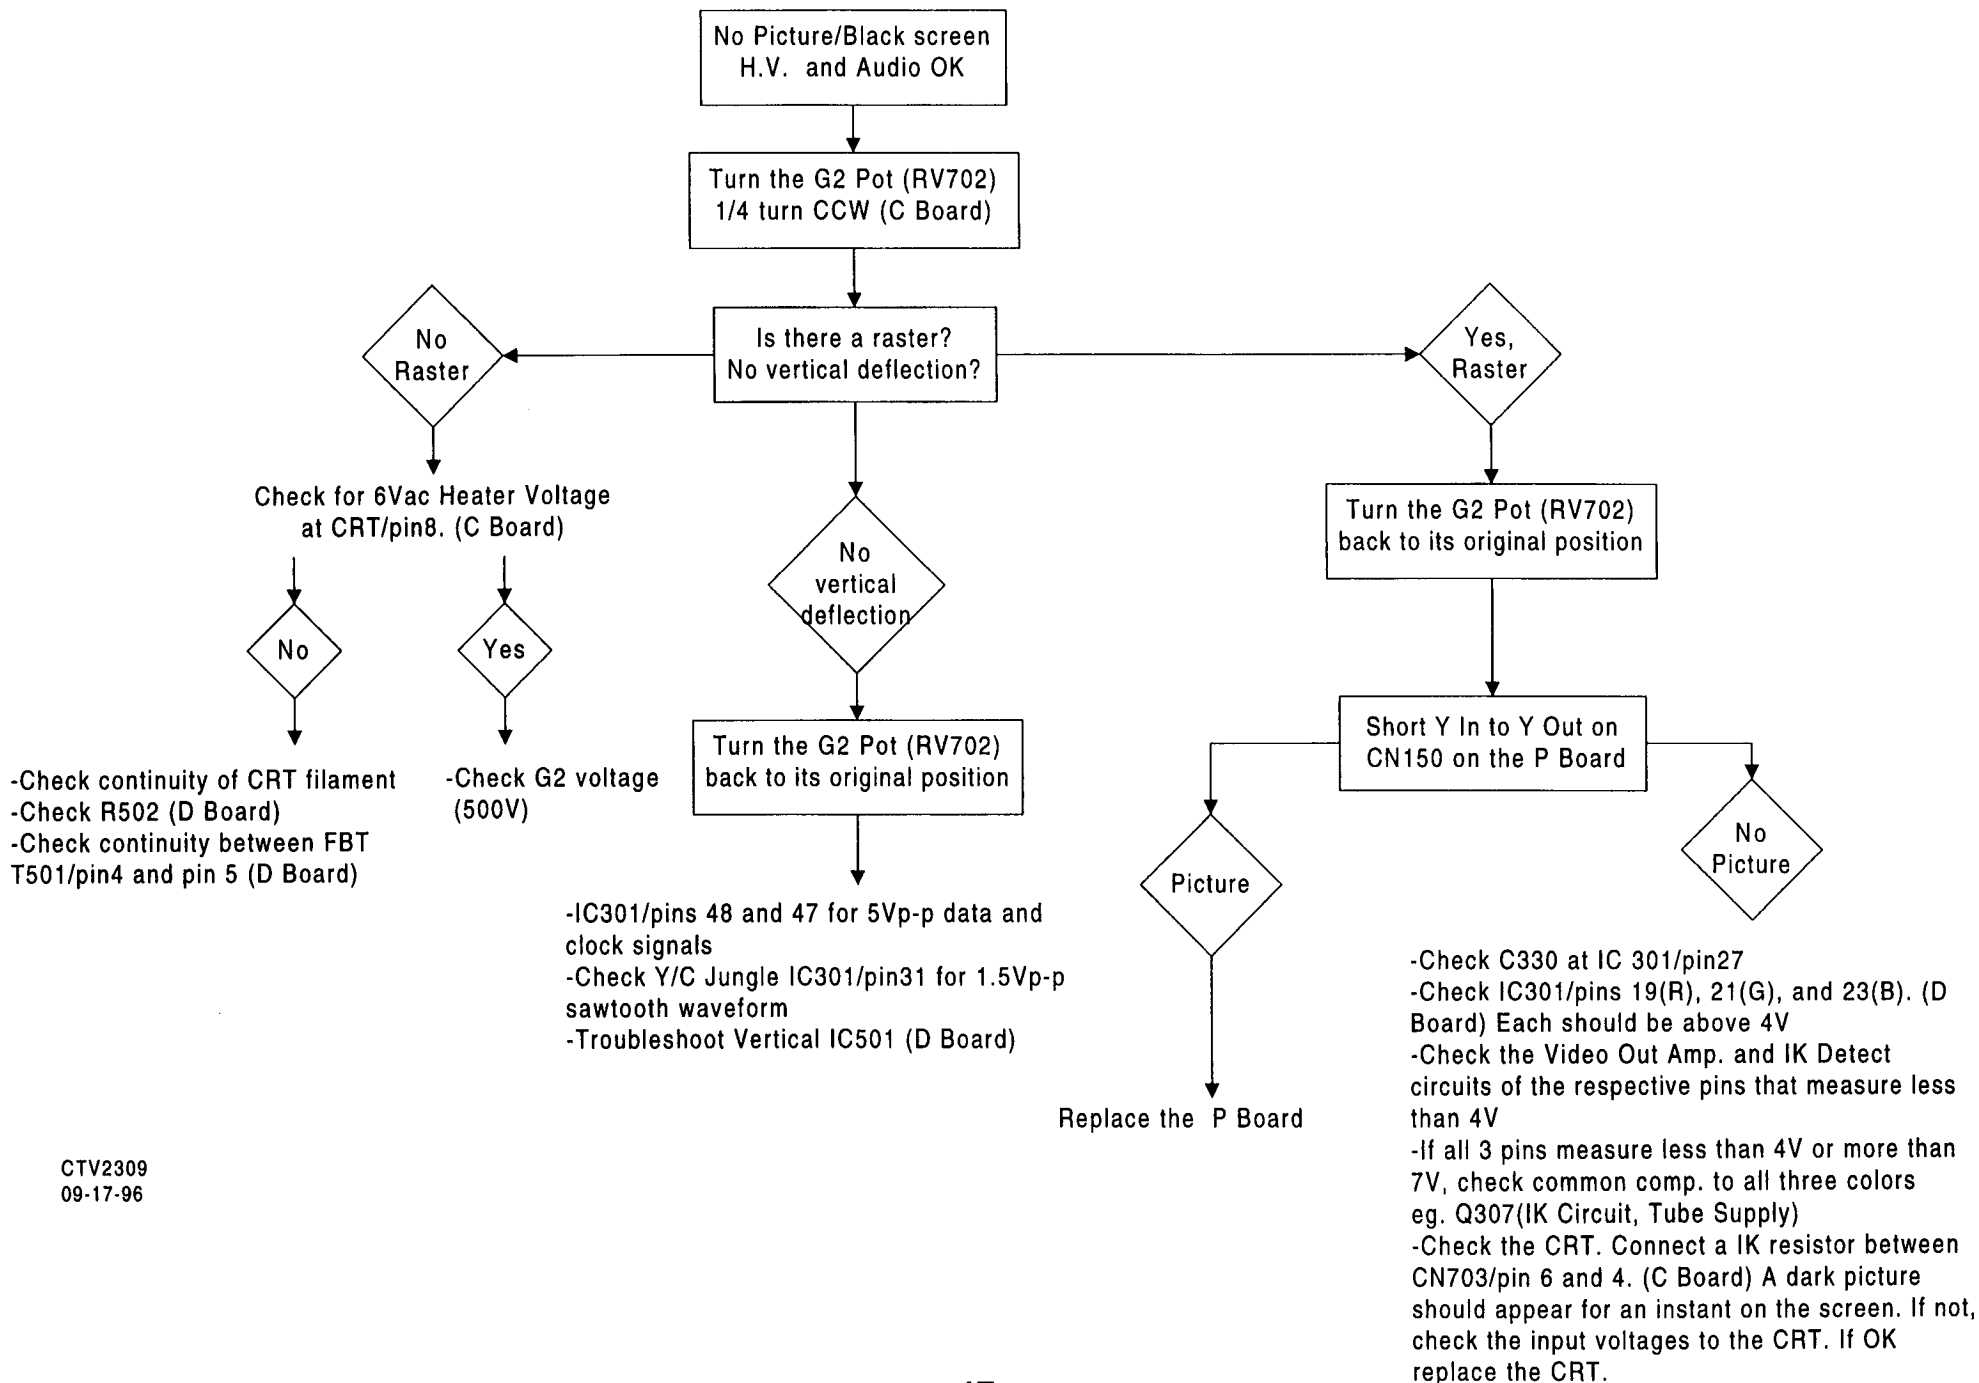 No Picture/Black screen
H.V. and Audio OK
Turn the G2 Pot (RV702)
1/4 turn CCW (C Board)
Is there a raster?
No vertical deflection?
No
Raster
Yes,
Raster
Check for 6Vac Heater Voltage
at CRT/pin8. (C Board)
No
Yes
-Check continuity of CRT filament
-Check R502 (D Board)
-Check continuity between FBT
T501/pin4 and pin 5 (D Board)
-Check G2 voltage
(500V)
No
vertical
deflection
Turn the G2 Pot (RV702)
back to its original position
-IC301/pins 48 and 47 for 5Vp-p data and
clock signals
-Check Y/C Jungle IC301/pin31 for 1.5Vp-p
sawtooth waveform
-Troubleshoot Vertical IC501 (D Board)
Turn the G2 Pot (RV702)
back to its original position
Short Y In to Y Out on
CN150 on the P Board
Picture
Replace the P Board
No
Picture
-Check C330 at IC 301/pin27
-Check IC301/pins 19(R), 21(G), and 23(B). (D
Board) Each should be above 4V
-Check the Video Out Amp. and IK Detect
circuits of the respective pins that measure less
than 4V
-If all 3 pins measure less than 4V or more than
7V, check common comp. to all three colors
eg. Q307(IK Circuit, Tube Supply)
-Check the CRT. Connect a IK resistor between
CN703/pin 6 and 4. (C Board) A dark picture
should appear for an instant on the screen. If not,
check the input voltages to the CRT. If OK
replace the CRT.
CTV2309
09-17-96